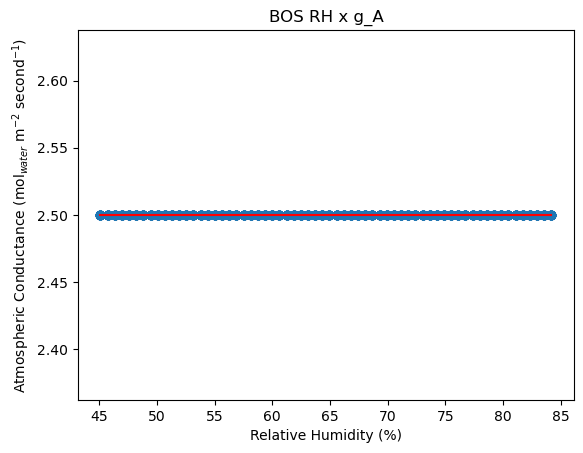 BOS RH x g_A
Atmospheric Conductance (mol_water m⁻² second⁻¹)
2.60
2.55
2.50
2.45
2.40
45 50 55 60 65 70 75 80 85
Relative Humidity (%)